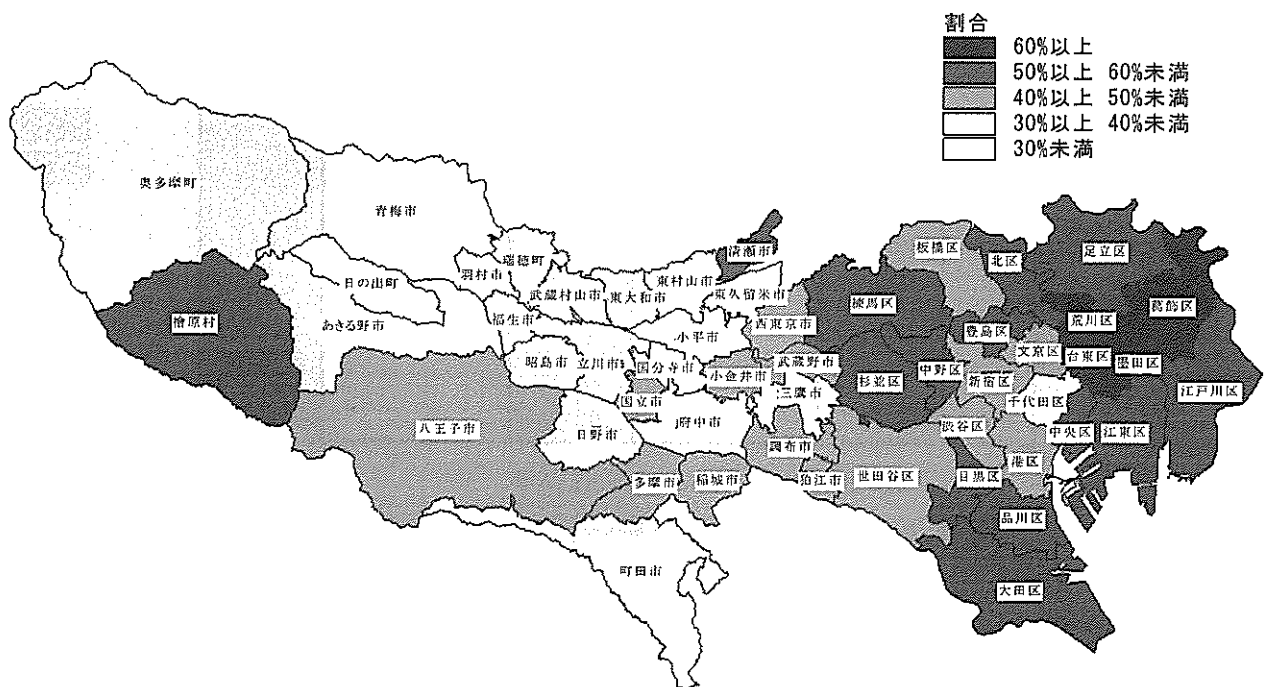 割合
60%以上
50%以上 60%未満
40%以上 50%未満
30%以上 40%未満
30%未満
奥多摩町
青梅市
日の出町
檜原村
あきる野市
羽村市
瑞穂町
福生市
武蔵村山市
東大和市
東村山市
清瀬市
東久留米市
昭島市
立川市
国分寺市
小平市
西東京市
小金井市
武蔵野市
三鷹市
国立市
府中市
日野市
八王子市
多摩市
稲城市
調布市
狛江市
町田市
板橋区
北区
足立区
練馬区
豊島区
荒川区
葛飾区
文京区
台東区
墨田区
杉並区
中野区
新宿区
千代田区
江戸川区
渋谷区
中央区
江東区
世田谷区
目黒区
港区
品川区
大田区